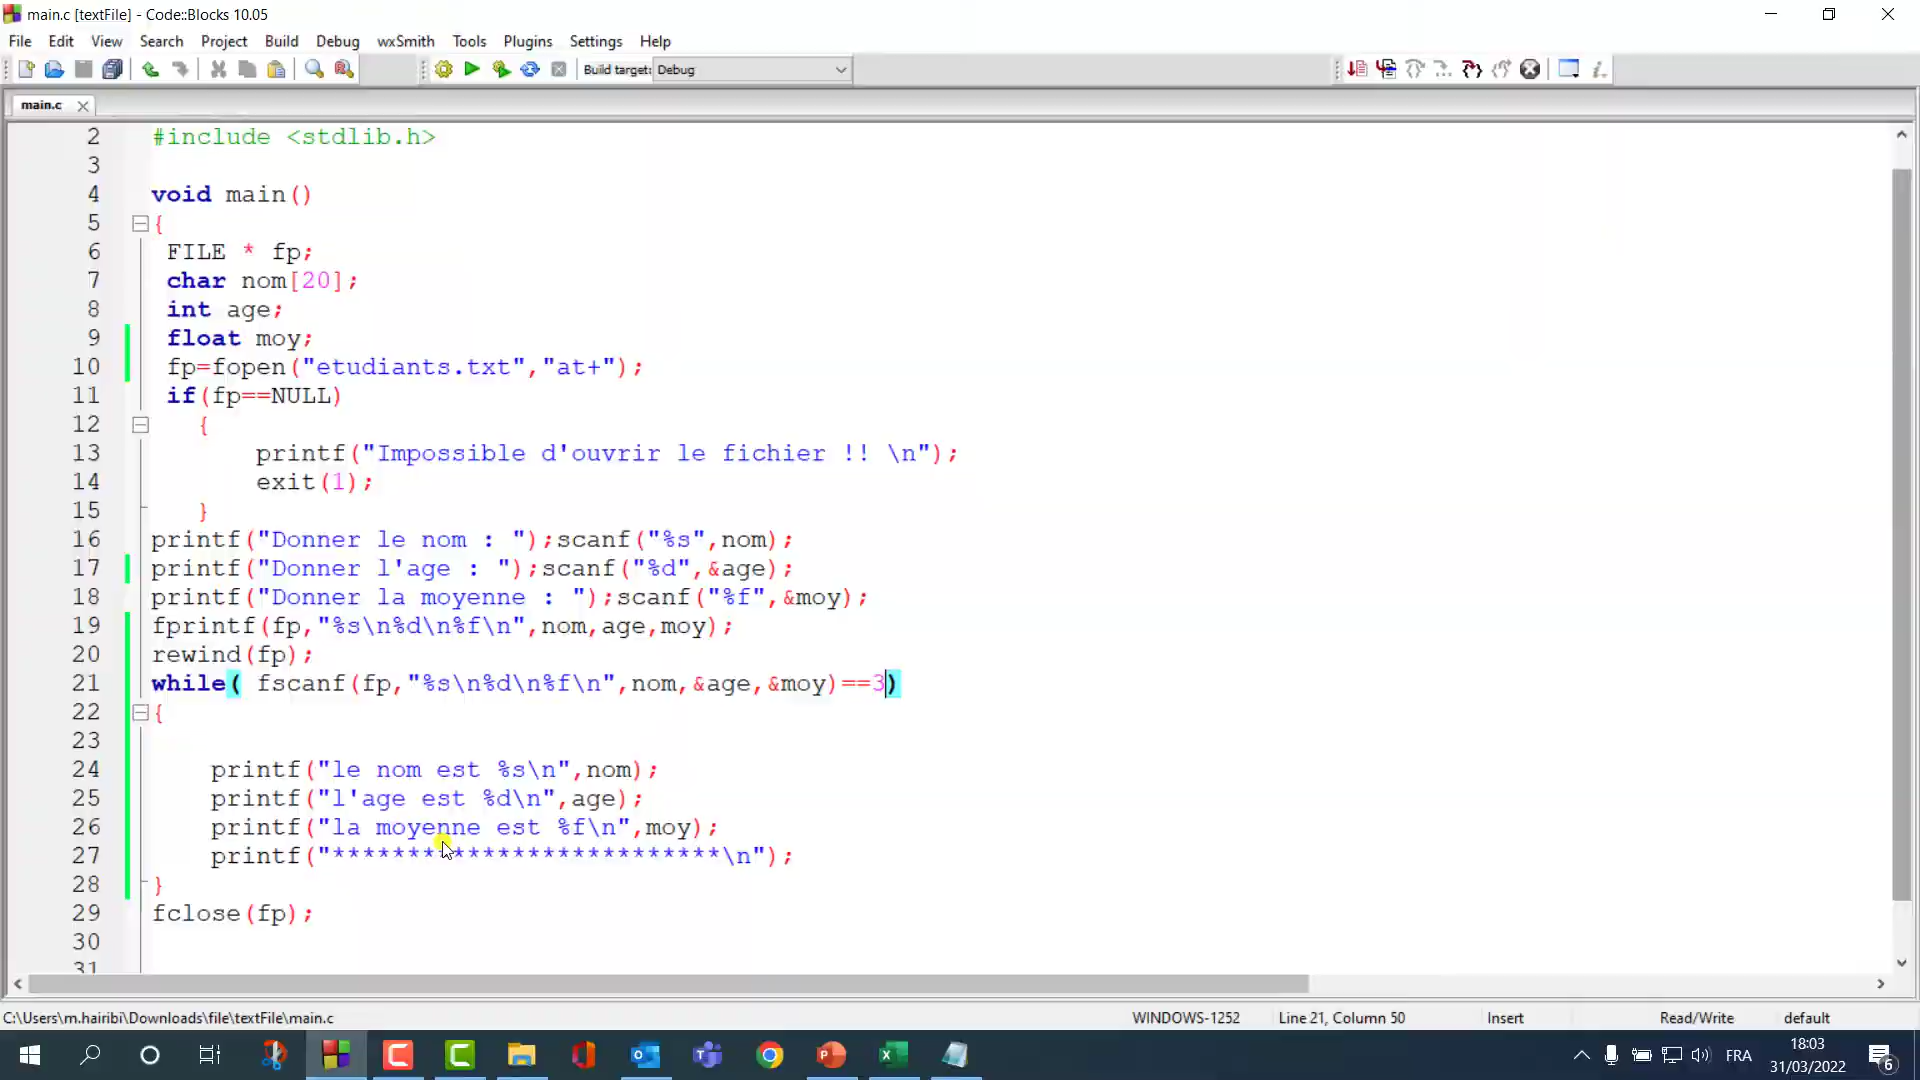 main.c [textFile] - Code::Blocks 10.05
File Edit View Search Project Build Debug wxSmith Tools Plugins Settings Help
Build target: Debug
main.c
2 #include <stdlib.h>
3
4 void main()
5 {
6 FILE * fp;
7 char nom[20];
8 int age;
9 float moy;
10 fp=fopen("etudiants.txt","at+");
11 if(fp==NULL)
12 {
13 printf("Impossible d'ouvrir le fichier !! \n");
14 exit(1);
15 }
16 printf("Donner le nom : ");scanf("%s",nom);
17 printf("Donner l'age : ");scanf("%d",&age);
18 printf("Donner la moyenne : ");scanf("%f",&moy);
19 fprintf(fp,"%s\n%d\n%f\n",nom,age,moy);
20 rewind(fp);
21 while( fscanf(fp,"%s\n%d\n%f\n",nom,&age,&moy)==3)
22 {
23
24 printf("le nom est %s\n",nom);
25 printf("l'age est %d\n",age);
26 printf("la moyenne est %f\n",moy);
27 printf("**************************\n");
28 }
29 fclose(fp);
30
31
C:\Users\m.hairibi\Downloads\file\textFile\main.c WINDOWS-1252 Line 21, Column 50 Insert Read/Write default
FRA 18:03
31/03/2022 6